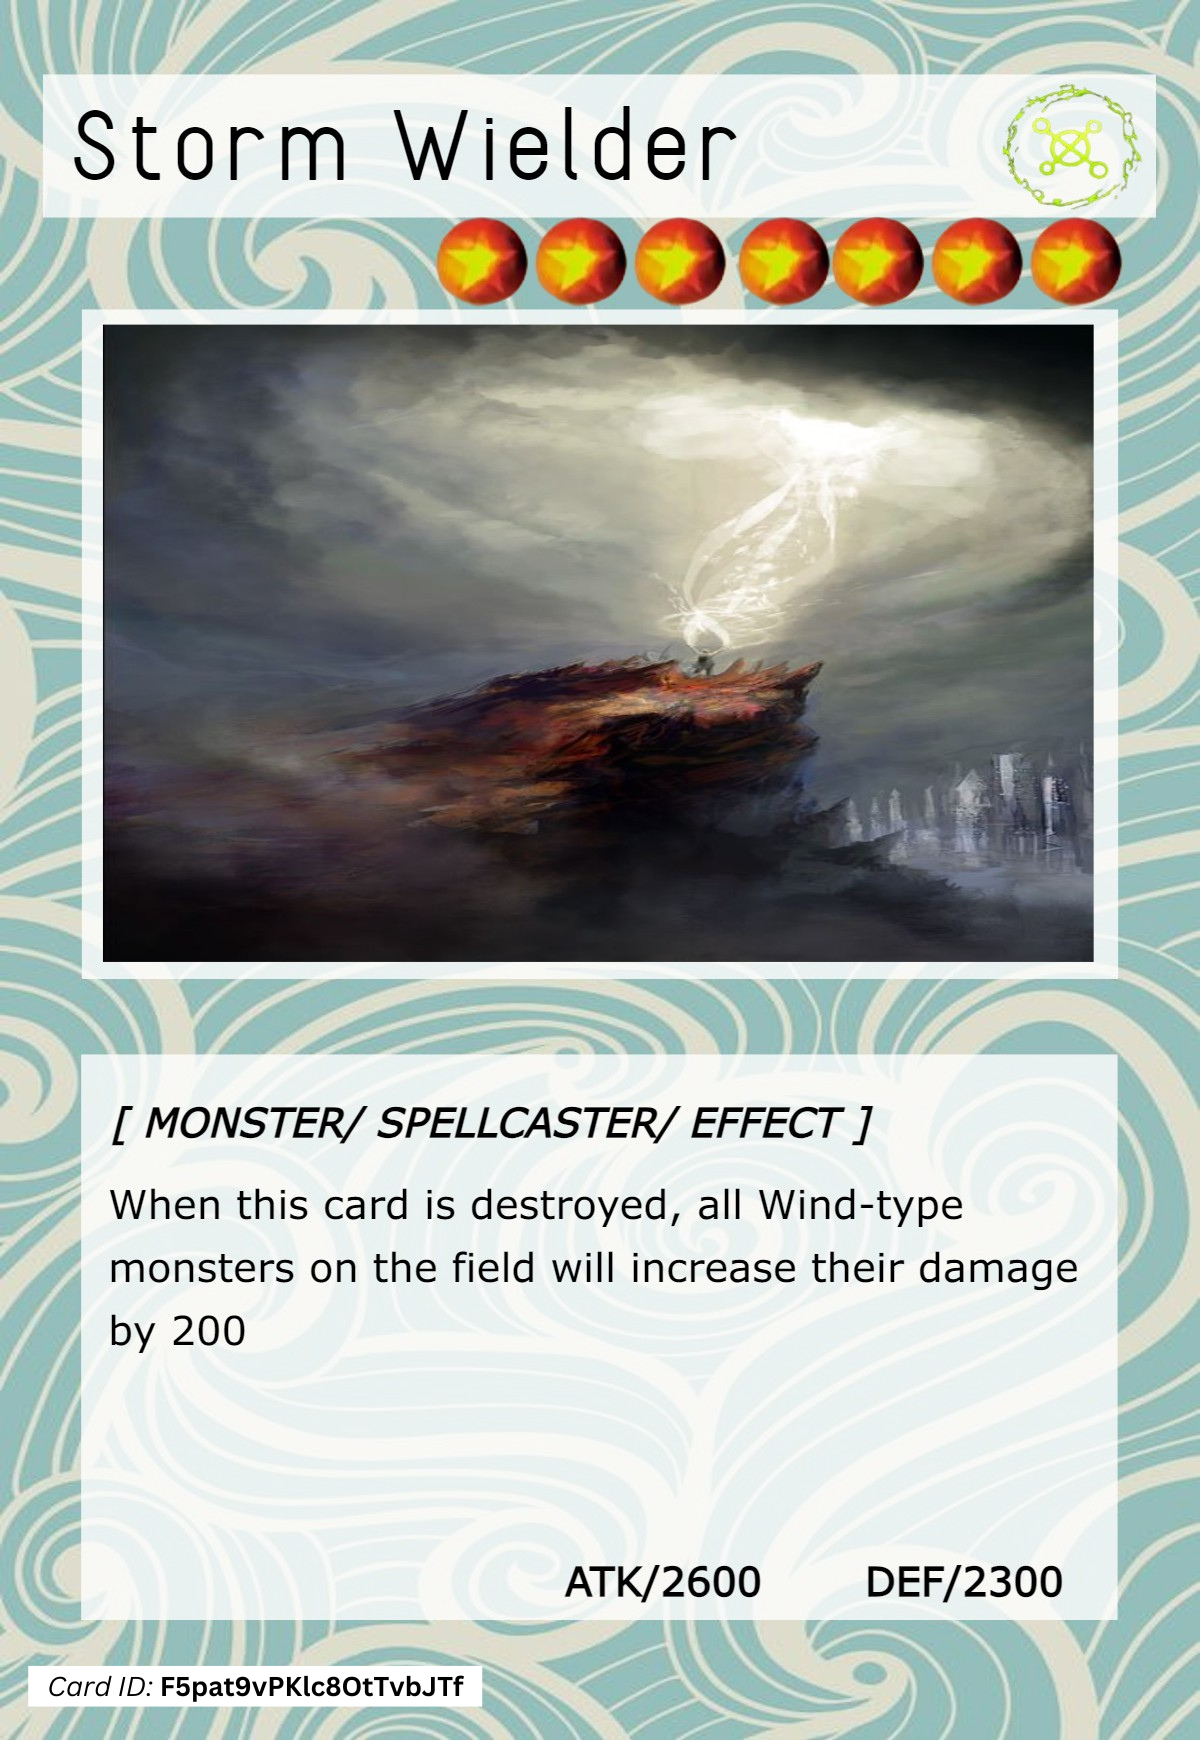 Storm Wielder
[ MONSTER/ SPELLCASTER/ EFFECT ]
When this card is destroyed, all Wind-type
monsters on the field will increase their damage
by 200
ATK/2600 DEF/2300
Card ID: F5pat9vPKlc8OtTvbJTf